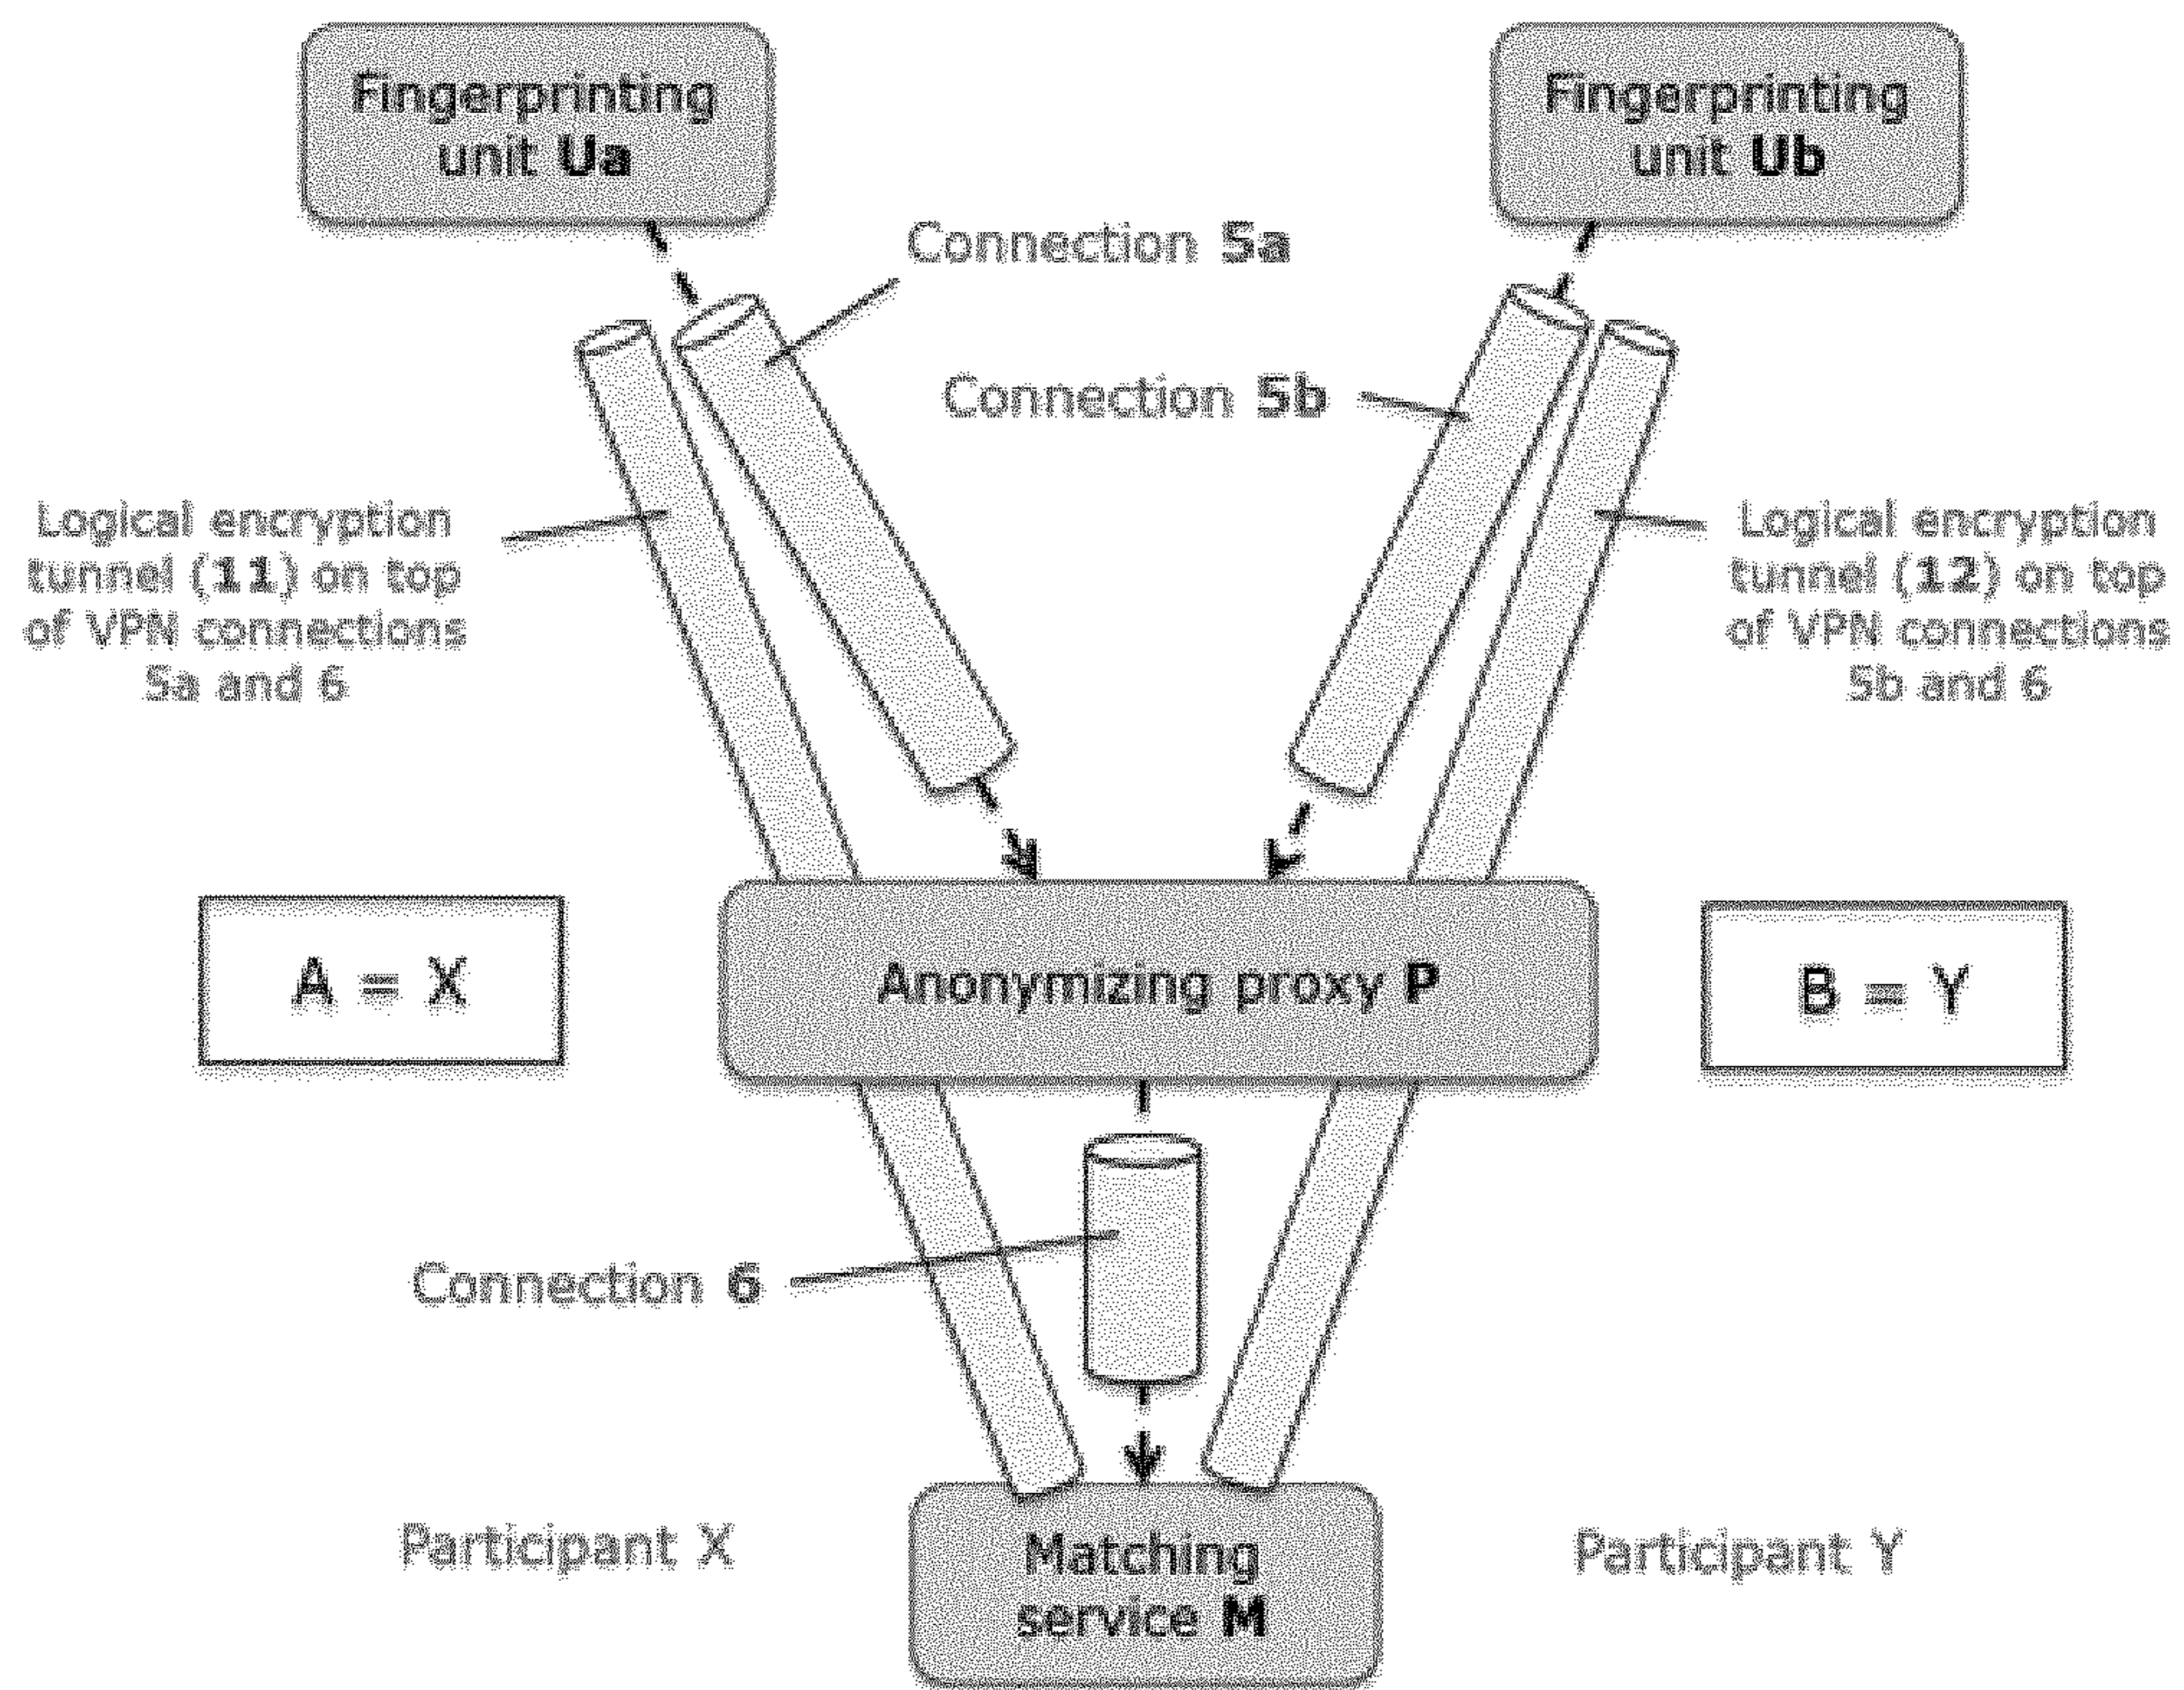 Fingerprinting
unit Ua
Fingerprinting
unit Ub
Connection 5a
Connection 5b
Logical encryption
tunnel (11) on top
of VPN connections
5a and 6
Logical encryption
tunnel (12) on top
of VPN connections
5b and 6
A = X
Anonymizing proxy P
B = Y
Connection 6
Participant X
Matching
service M
Participant Y